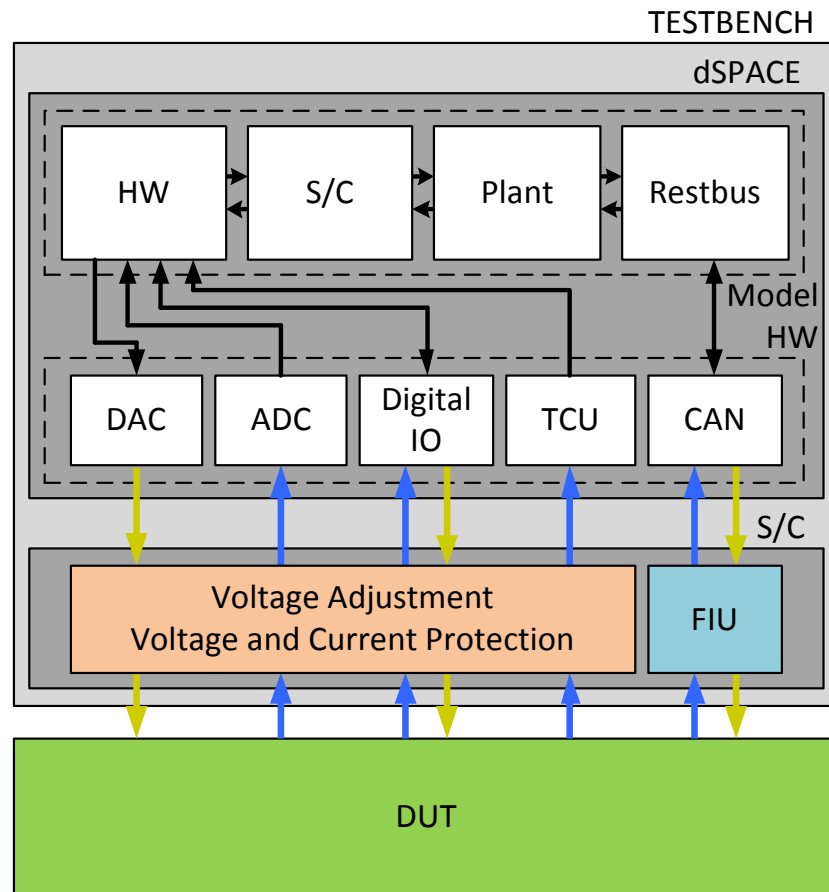 TESTBENCH
dSPACE
HW
S/C
Plant
Restbus
Model
HW
DAC
ADC
Digital
IO
TCU
CAN
S/C
Voltage Adjustment
Voltage and Current Protection
FIU
DUT